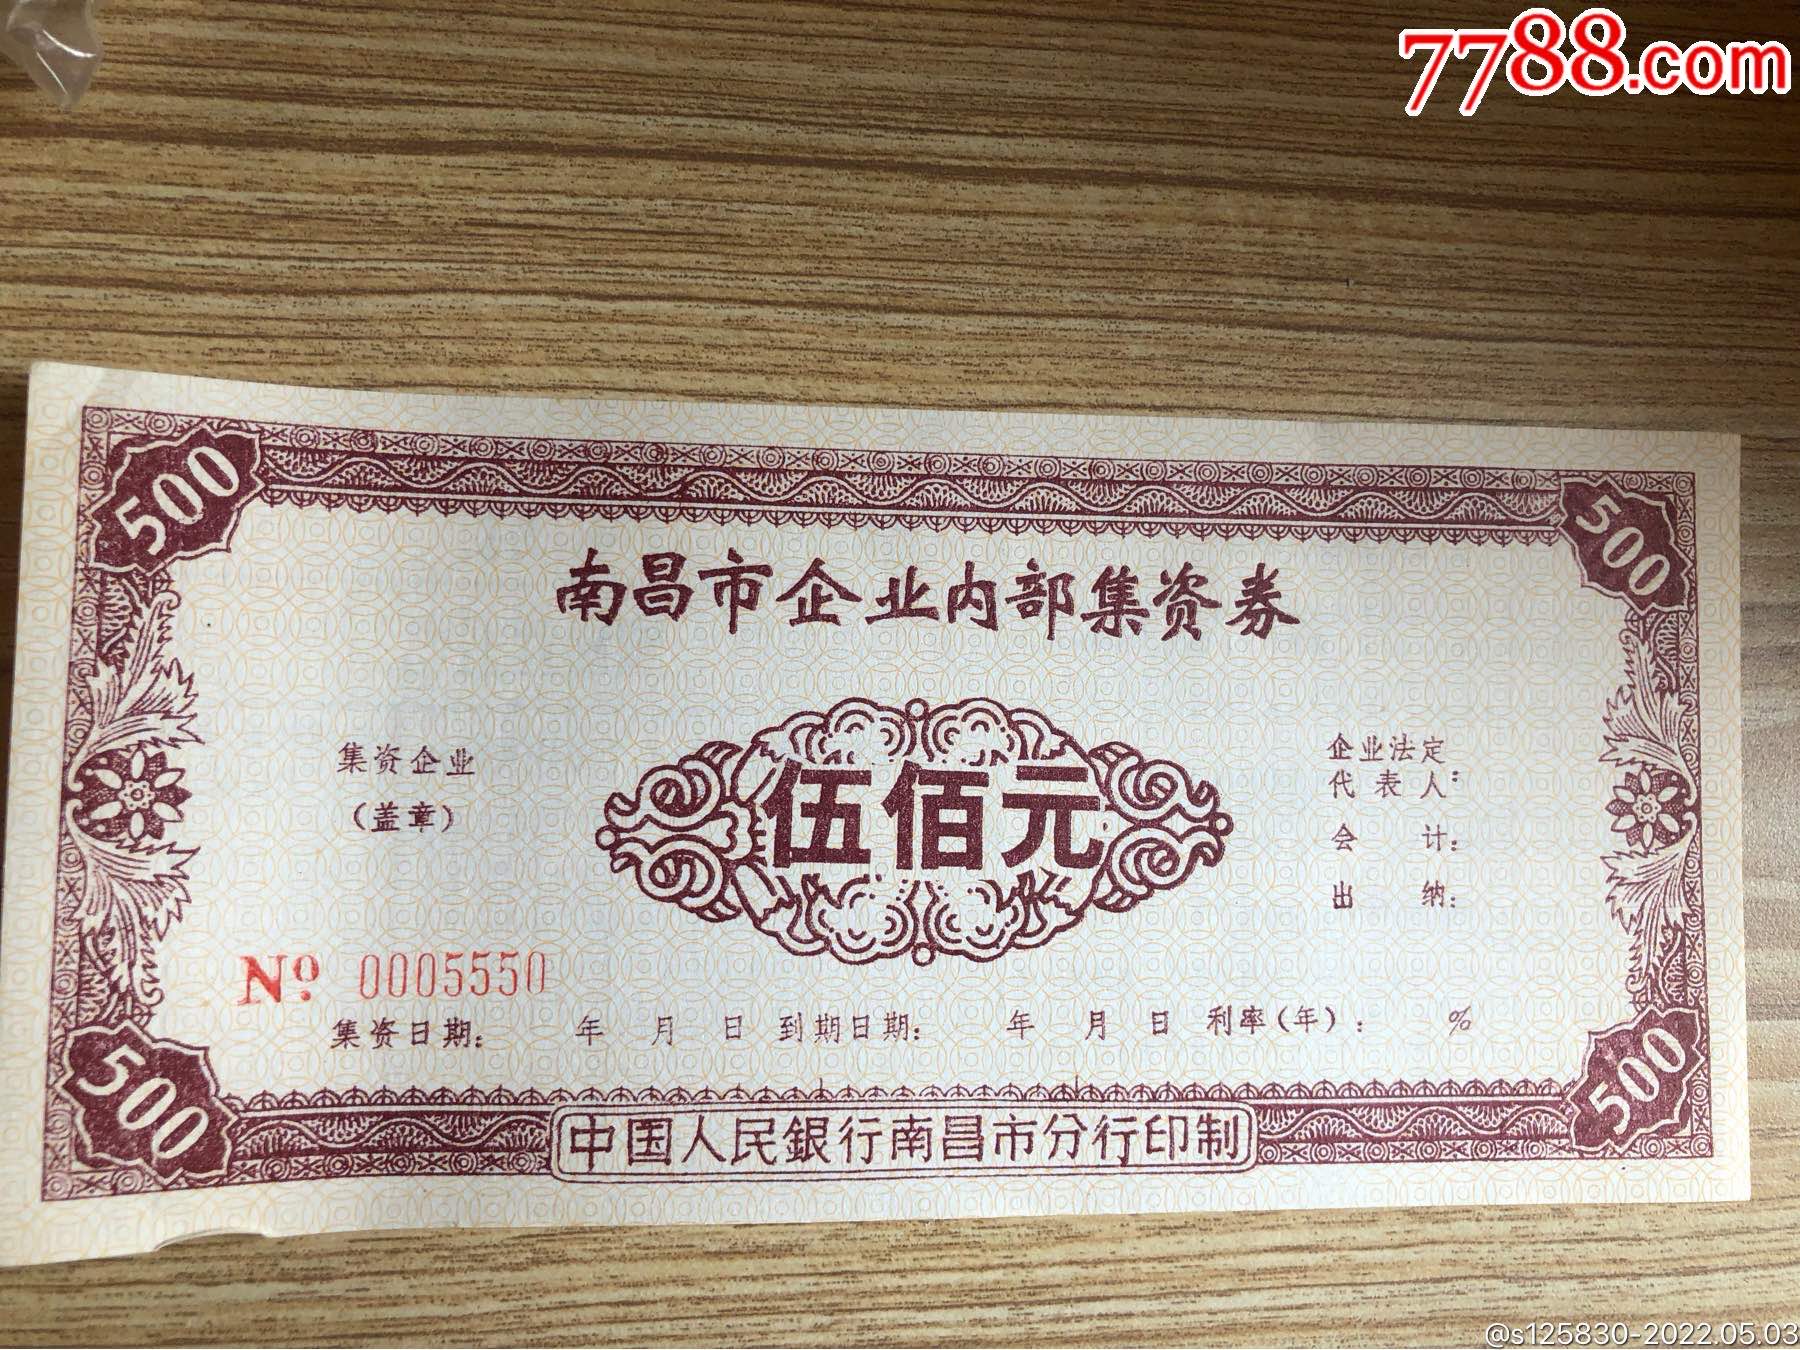 7788.com
500
500
南昌市企业内部集资券
集资企业
（盖章）
伍佰元
企业法定
代表人：
会计：
出纳：
No 0005550
集资日期： 年 月 日 到期日期： 年 月 日 利率（年）： %
500
500
中国人民銀行南昌市分行印制
@s125830-2022.05.03